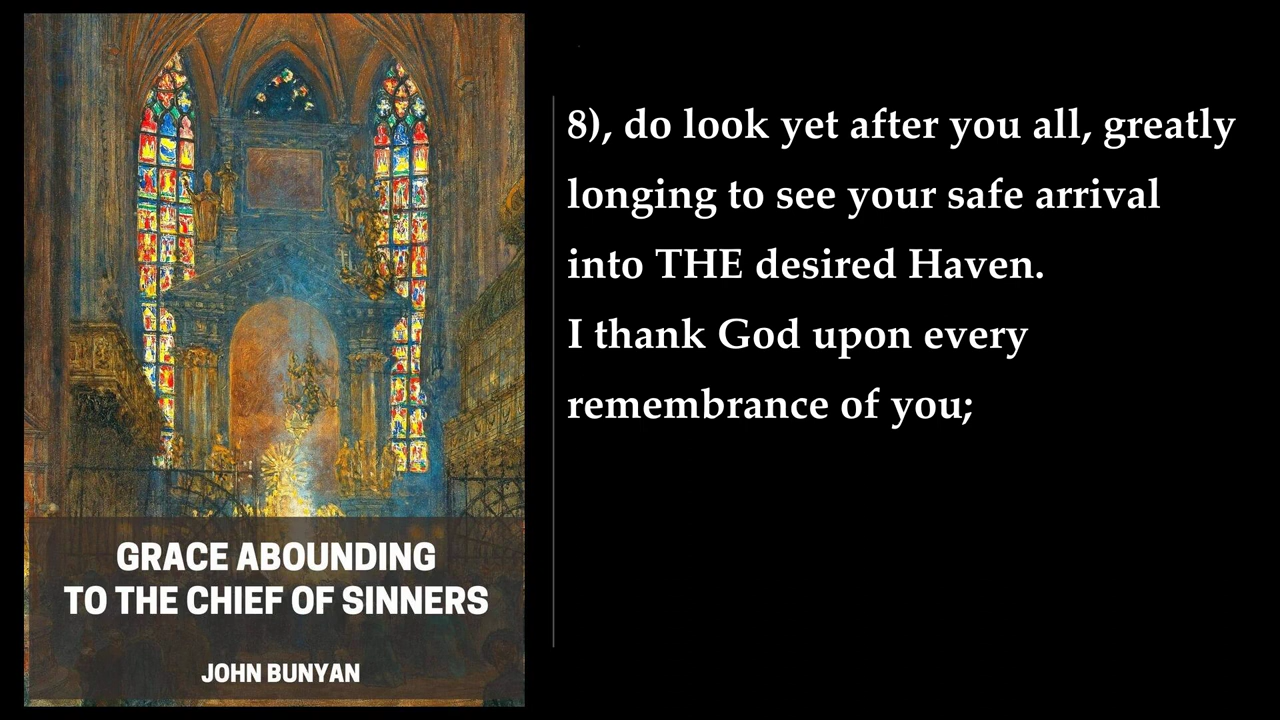 GRACE ABOUNDING
TO THE CHIEF OF SINNERS
JOHN BUNYAN
8), do look yet after you all, greatly
longing to see your safe arrival
into THE desired Haven.
I thank God upon every
remembrance of you;